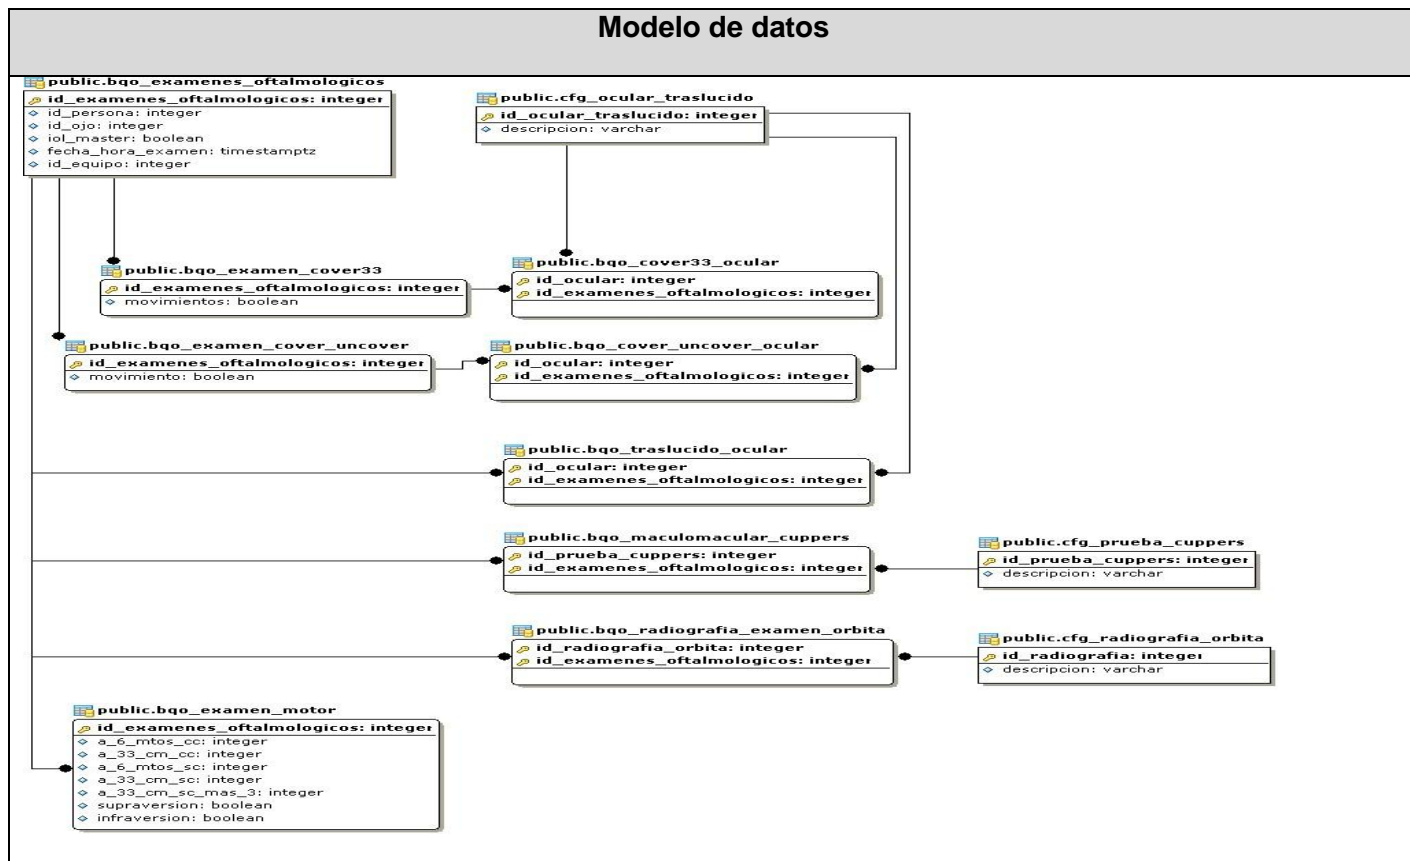 Modelo de datos
public.bqo_examenes_oftalmologicos
id_examenes_oftalmologicos: integer
id_persona: integer
id_ojo: integer
iol_master: boolean
fecha_hora_examen: timestamptz
id_equipo: integer
public.cfg_ocular_traslucido
id_ocular_traslucido: integer
descripcion: varchar
public.bqo_examen_cover33
id_examenes_oftalmologicos: integer
movimientos: boolean
public.bqo_cover33_ocular
id_ocular: integer
id_examenes_oftalmologicos: integer
public.bqo_examen_cover_uncover
id_examenes_oftalmologicos: integer
movimiento: boolean
public.bqo_cover_uncover_ocular
id_ocular: integer
id_examenes_oftalmologicos: integer
public.bqo_traslucido_ocular
id_ocular: integer
id_examenes_oftalmologicos: integer
public.bqo_maculomacular_cuppers
id_prueba_cuppers: integer
id_examenes_oftalmologicos: integer
public.cfg_prueba_cuppers
id_prueba_cuppers: integer
descripcion: varchar
public.bqo_radiografia_examen_orbita
id_radiografia_orbita: integer
id_examenes_oftalmologicos: integer
public.cfg_radiografia_orbita
id_radiografia: integer
descripcion: varchar
public.bqo_examen_motor
id_examenes_oftalmologicos: integer
a_6_mtos_cc: integer
a_33_cm_cc: integer
a_6_mtos_sc: integer
a_33_cm_sc: integer
a_33_cm_sc_mas_3: integer
supraversion: boolean
infraversion: boolean